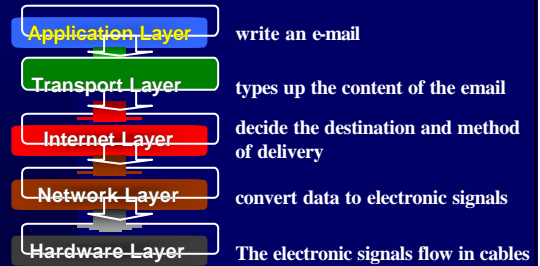 Application Layer
write an e-mail
Transport Layer
types up the content of the email
Internet Layer
decide the destination and method
of delivery
Network Layer
convert data to electronic signals
Hardware Layer
The electronic signals flow in cables